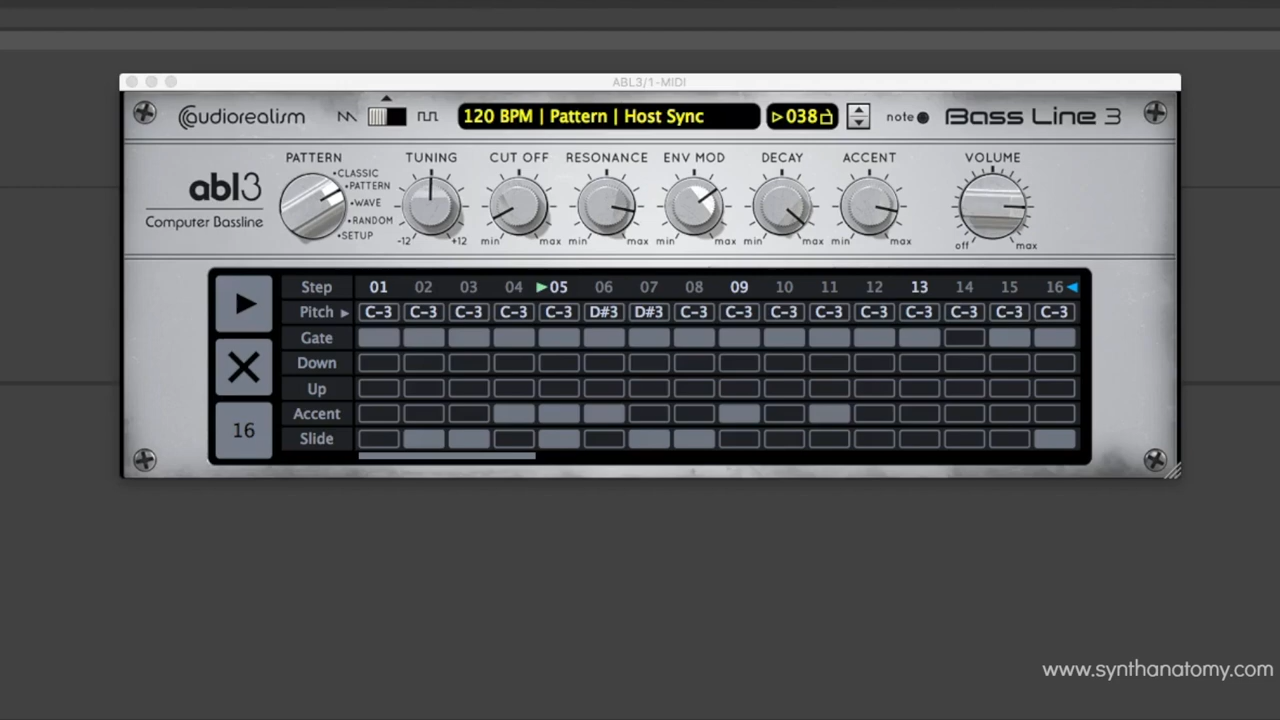 ABL3/1-MIDI
audiorealism
120 BPM | Pattern | Host Sync
038
note
Bass Line 3
abl3
Computer Bassline
PATTERN
CLASSIC
PATTERN
WAVE
RANDOM
SETUP
TUNING
-12 +12
CUT OFF
min max
RESONANCE
min max
ENV MOD
min max
DECAY
min max
ACCENT
min max
VOLUME
off max
Step 01 02 03 04 05 06 07 08 09 10 11 12 13 14 15 16
Pitch C-3 C-3 C-3 C-3 C-3 D#3 D#3 C-3 C-3 C-3 C-3 C-3 C-3 C-3 C-3 C-3
Gate
Down
Up
Accent
Slide
16
www.synthanatomy.com